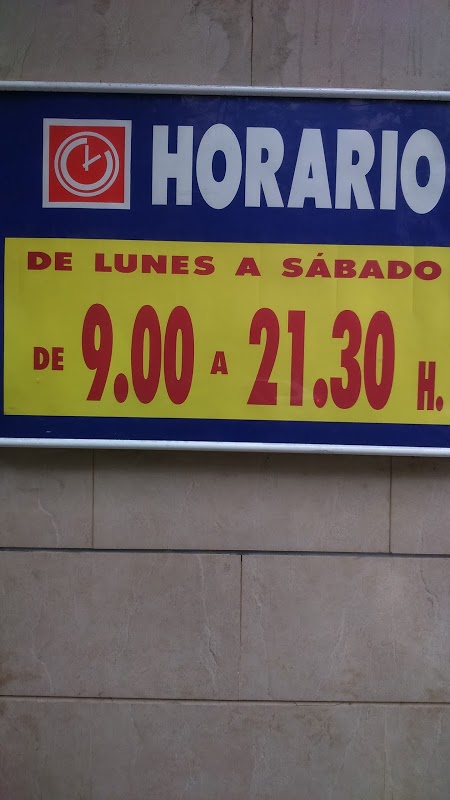 HORARIO
DE LUNES A SÁBADO
DE 9.00 A 21.30 H.